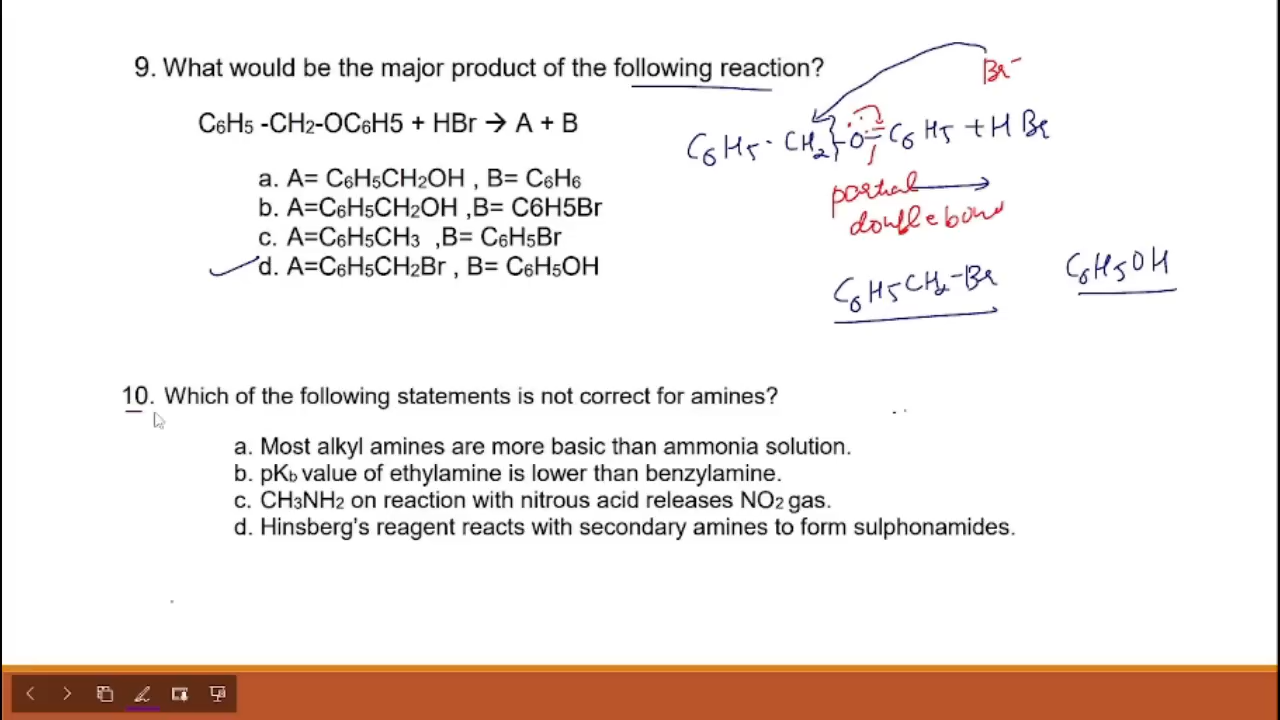 9. What would be the major product of the following reaction?
C6H5 -CH2-OC6H5 + HBr → A + B
a. A= C6H5CH2OH , B= C6H6
b. A=C6H5CH2OH ,B= C6H5Br
c. A=C6H5CH3 ,B= C6H5Br
d. A=C6H5CH2Br , B= C6H5OH
Br⁻
C6H5·CH2}-O=C6H5 + HBr
partial
double bond
C6H5CH2-Br
C6H5OH
10. Which of the following statements is not correct for amines?
a. Most alkyl amines are more basic than ammonia solution.
b. pKb value of ethylamine is lower than benzylamine.
c. CH3NH2 on reaction with nitrous acid releases NO2 gas.
d. Hinsberg's reagent reacts with secondary amines to form sulphonamides.